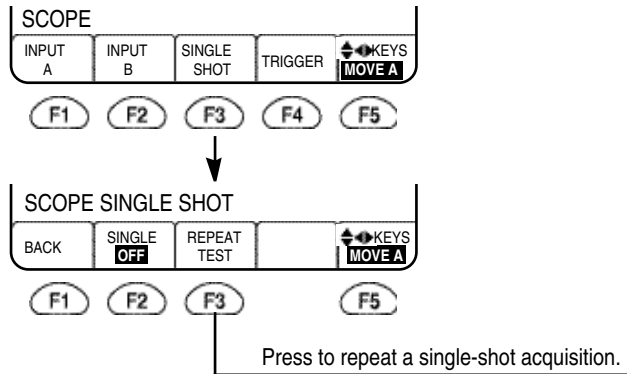 SCOPE
INPUT A INPUT B SINGLE SHOT TRIGGER KEYS MOVE A
F1 F2 F3 F4 F5
SCOPE SINGLE SHOT
BACK SINGLE OFF REPEAT TEST KEYS MOVE A
F1 F2 F3 F5
Press to repeat a single-shot acquisition.